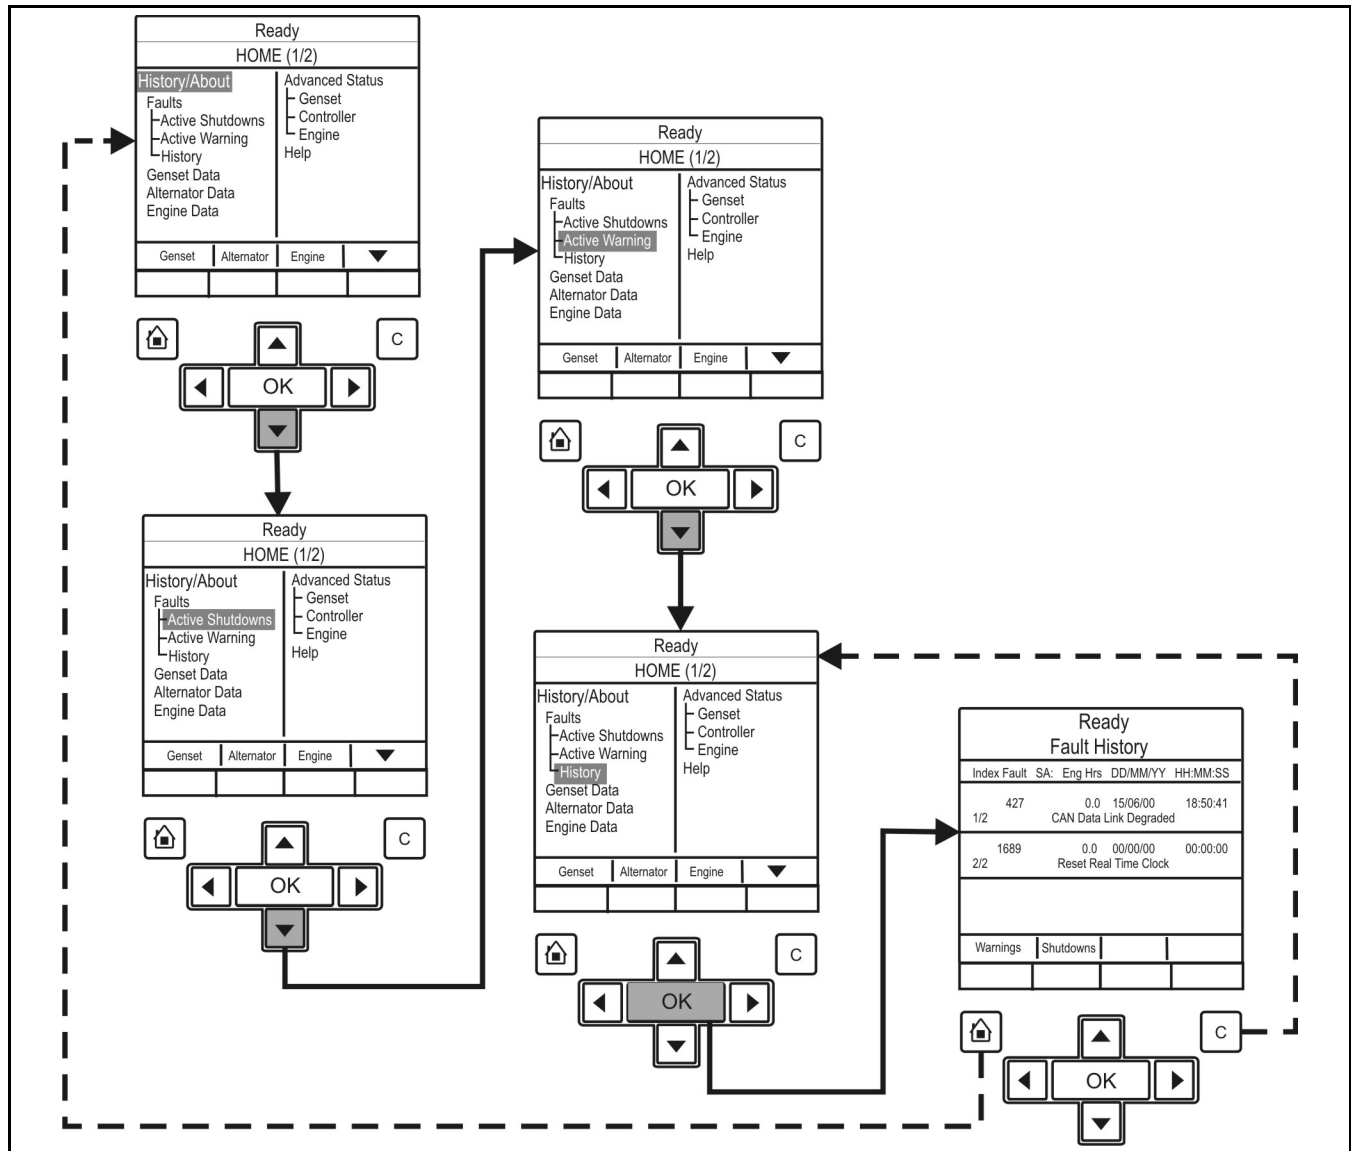 Ready
HOME (1/2)
History/About
Faults
Active Shutdowns
Active Warning
History
Genset Data
Alternator Data
Engine Data
Advanced Status
Genset
Controller
Engine
Help
Genset Alternator Engine
C
OK
Ready
HOME (1/2)
History/About
Faults
Active Shutdowns
Active Warning
History
Genset Data
Alternator Data
Engine Data
Advanced Status
Genset
Controller
Engine
Help
Genset Alternator Engine
C
OK
Ready
HOME (1/2)
History/About
Faults
Active Shutdowns
Active Warning
History
Genset Data
Alternator Data
Engine Data
Advanced Status
Genset
Controller
Engine
Help
Genset Alternator Engine
C
OK
Ready
HOME (1/2)
History/About
Faults
Active Shutdowns
Active Warning
History
Genset Data
Alternator Data
Engine Data
Advanced Status
Genset
Controller
Engine
Help
Genset Alternator Engine
C
OK
Ready
Fault History
Index Fault SA: Eng Hrs DD/MM/YY HH:MM:SS
427 0.0 15/06/00 18:50:41
1/2 CAN Data Link Degraded
1689 0.0 00/00/00 00:00:00
2/2 Reset Real Time Clock
Warnings Shutdowns
C
OK